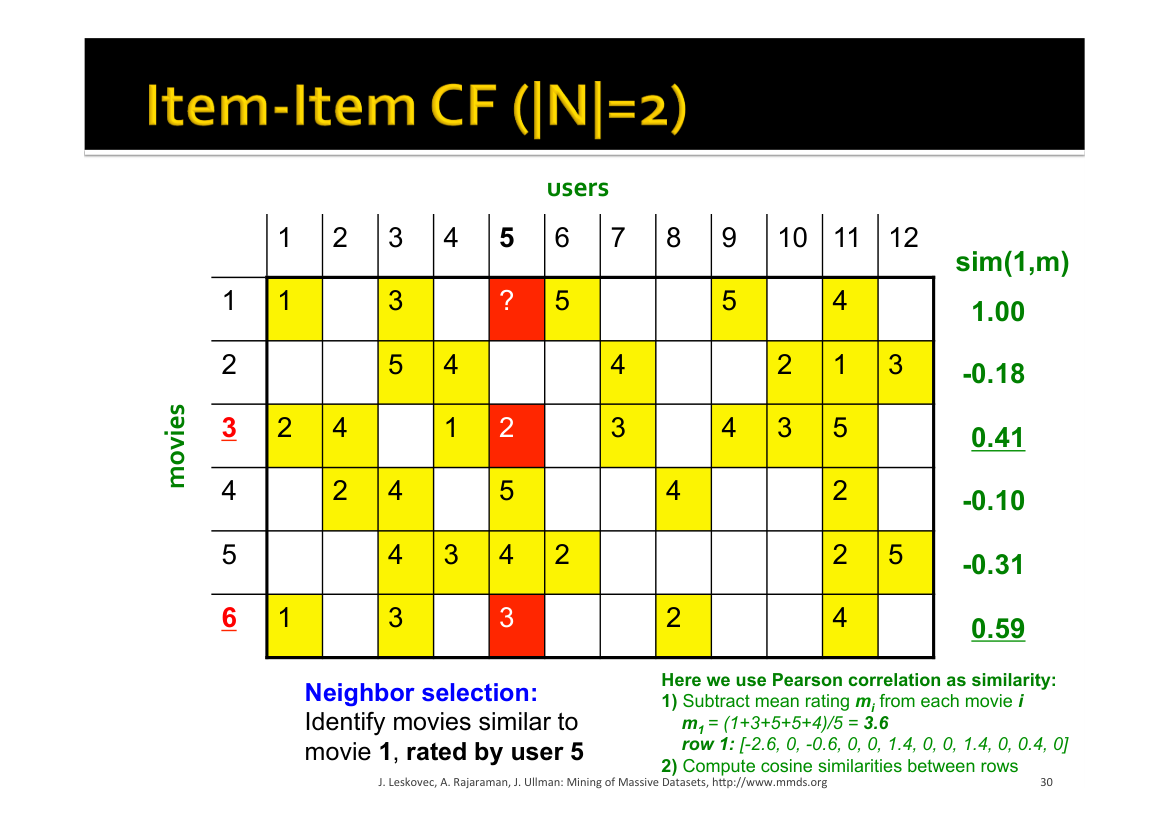 Item-Item CF (|N|=2)
users
1 2 3 4 5 6 7 8 9 10 11 12
sim(1,m)
1 1 3 ? 5 5 4 1.00
2 5 4 4 2 1 3 -0.18
movies
3 2 4 1 2 3 4 3 5 0.41
4 2 4 5 4 2 -0.10
5 4 3 4 2 2 5 -0.31
6 1 3 3 2 4 0.59
Neighbor selection:
Identify movies similar to
movie 1, rated by user 5
Here we use Pearson correlation as similarity:
1) Subtract mean rating mi from each movie i
m1 = (1+3+5+5+4)/5 = 3.6
row 1: [-2.6, 0, -0.6, 0, 0, 1.4, 0, 0, 1.4, 0, 0.4, 0]
2) Compute cosine similarities between rows
J. Leskovec, A. Rajaraman, J. Ullman: Mining of Massive Datasets, http://www.mmds.org
30